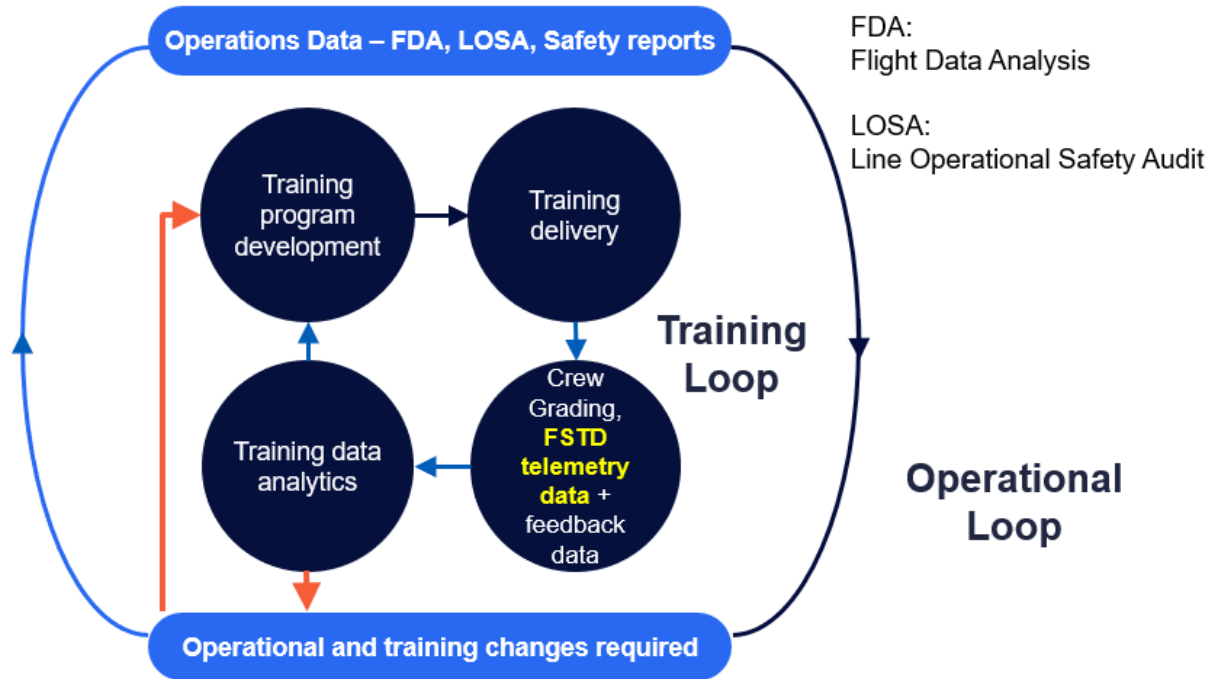 Operations Data – FDA, LOSA, Safety reports
FDA:
Flight Data Analysis
LOSA:
Line Operational Safety Audit
Training
program
development
Training
delivery
Training
Loop
Crew
Grading,
FSTD
telemetry
data +
feedback
data
Training data
analytics
Operational
Loop
Operational and training changes required